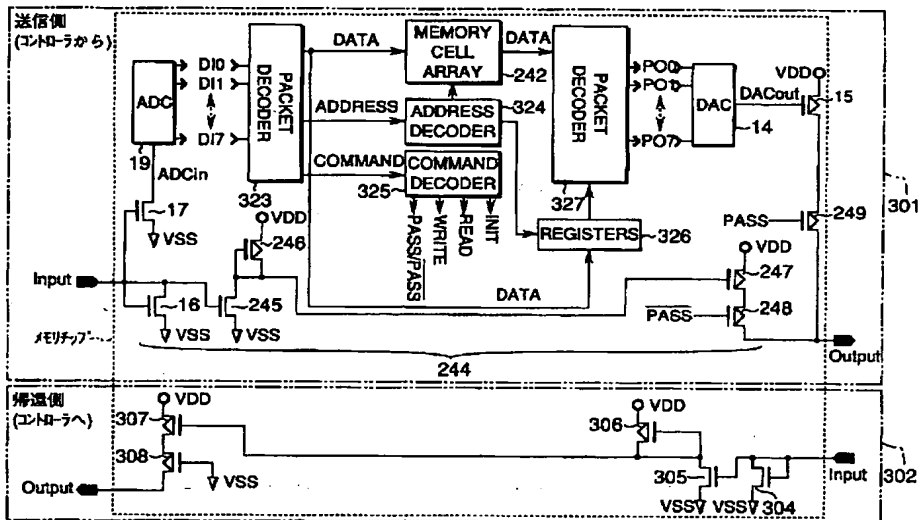 送信側
(コントローラから)
ADC
19
ADCin
DI0
DI1
DI7
PACKET DECODER
323
DATA
ADDRESS
COMMAND
MEMORY
CELL
ARRAY
242
DATA
ADDRESS
DECODER
324
COMMAND
DECODER
325
PASS/PASS
WRITE
READ
INIT
PACKET DECODER
327
REGISTERS
326
DATA
PO0
PO1
PO7
DAC
14
DACout
VDD
15
PASS
249
301
17
VSS
VDD
246
Input
16
VSS
245
VSS
VDD
247
PASS
248
Output
メモリチップ
244
帰還側
(コントローラへ)
VDD
307
308
VSS
Output
VDD
306
305
VSS
304
VSS
Input
302